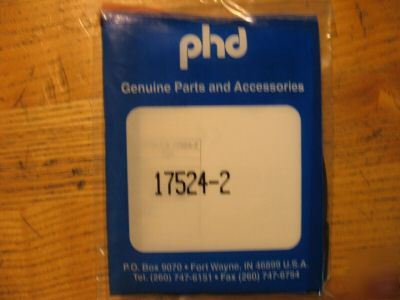 phd
Genuine Parts and Accessories
17524-2
P.O. Box 9070 • Fort Wayne, IN 46899 U.S.A.
Tel. (260) 747-6151 • Fax (260) 747-6754